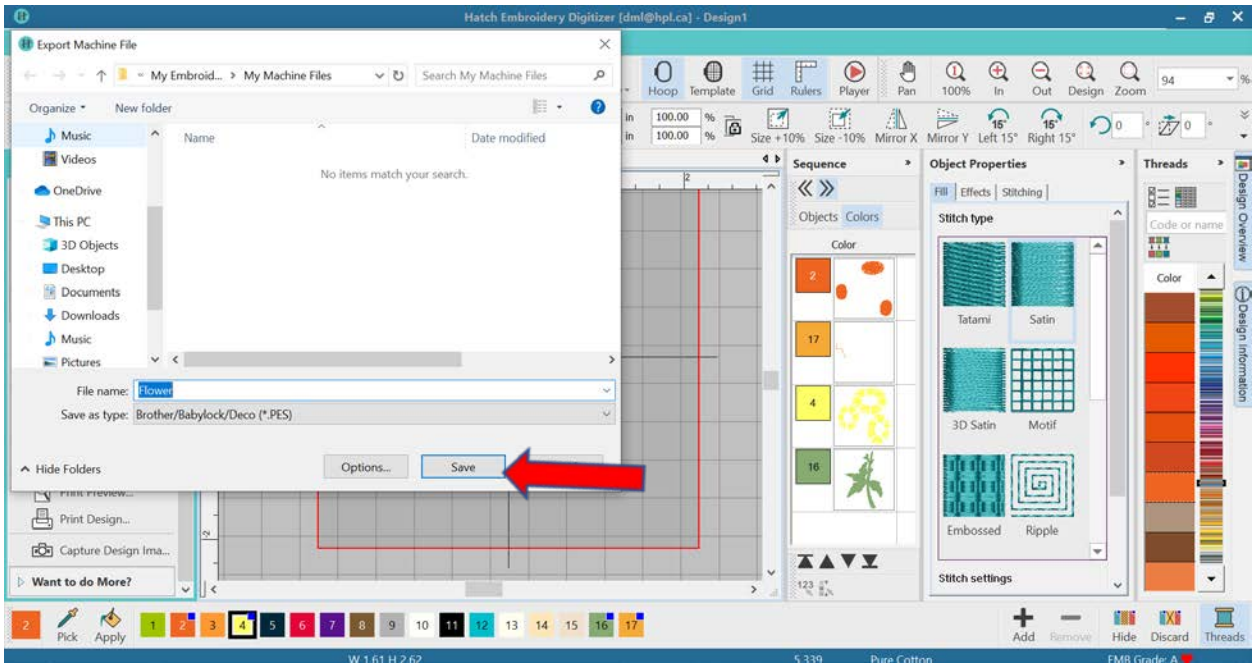 Hatch Embroidery Digitizer [dml@hpl.ca] - Design1
Export Machine File
« My Embroid... > My Machine Files
Search My Machine Files
Organize
New folder
Name
Date modified
No items match your search.
Music
Videos
OneDrive
This PC
3D Objects
Desktop
Documents
Downloads
Music
Pictures
File name: Flower
Save as type: Brother/Babylock/Deco (*.PES)
Hide Folders
Options...
Save
Print Preview...
Print Design...
Capture Design Ima...
Want to do More?
Hoop Template Grid Rulers Player Pan 100% In Out Design Zoom 94 %
in 100.00 %
in 100.00 %
Size +10% Size -10% Mirror X Mirror Y Left 15° Right 15° 0 ° 0 °
2
Sequence
Objects Colors
Color
2
17
4
16
123
Object Properties
Fill Effects Stitching
Stitch type
Tatami Satin
3D Satin Motif
Embossed Ripple
Stitch settings
Threads
Code or name
Color
Design Overview
Design Information
2 Pick Apply 1 2 3 4 5 6 7 8 9 10 11 12 13 14 15 16 17
Add Remove Hide Discard Threads
W 1.61 H 2.62 5,339 Pure Cotton EMB Grade: A